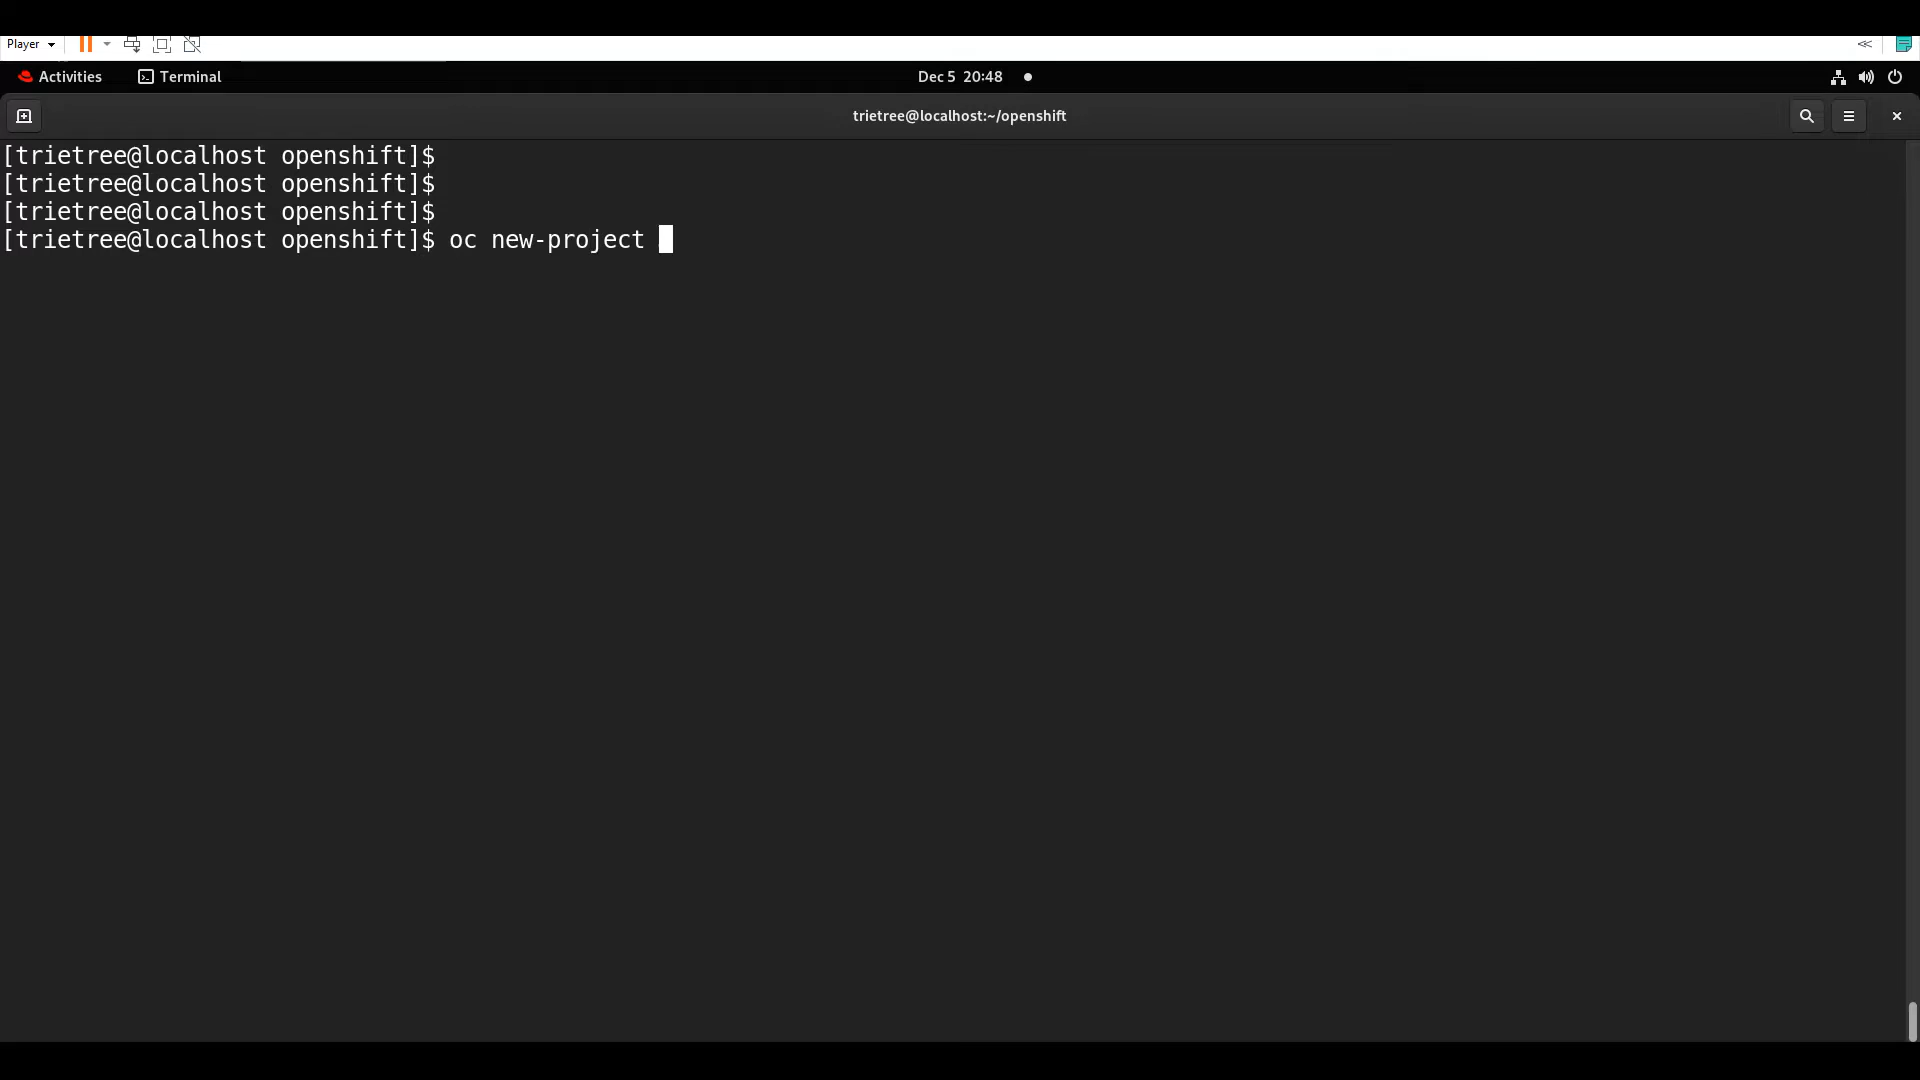 Player
Activities Terminal Dec 5 20:48
trietree@localhost:~/openshift
[trietree@localhost openshift]$
[trietree@localhost openshift]$
[trietree@localhost openshift]$
[trietree@localhost openshift]$ oc new-project